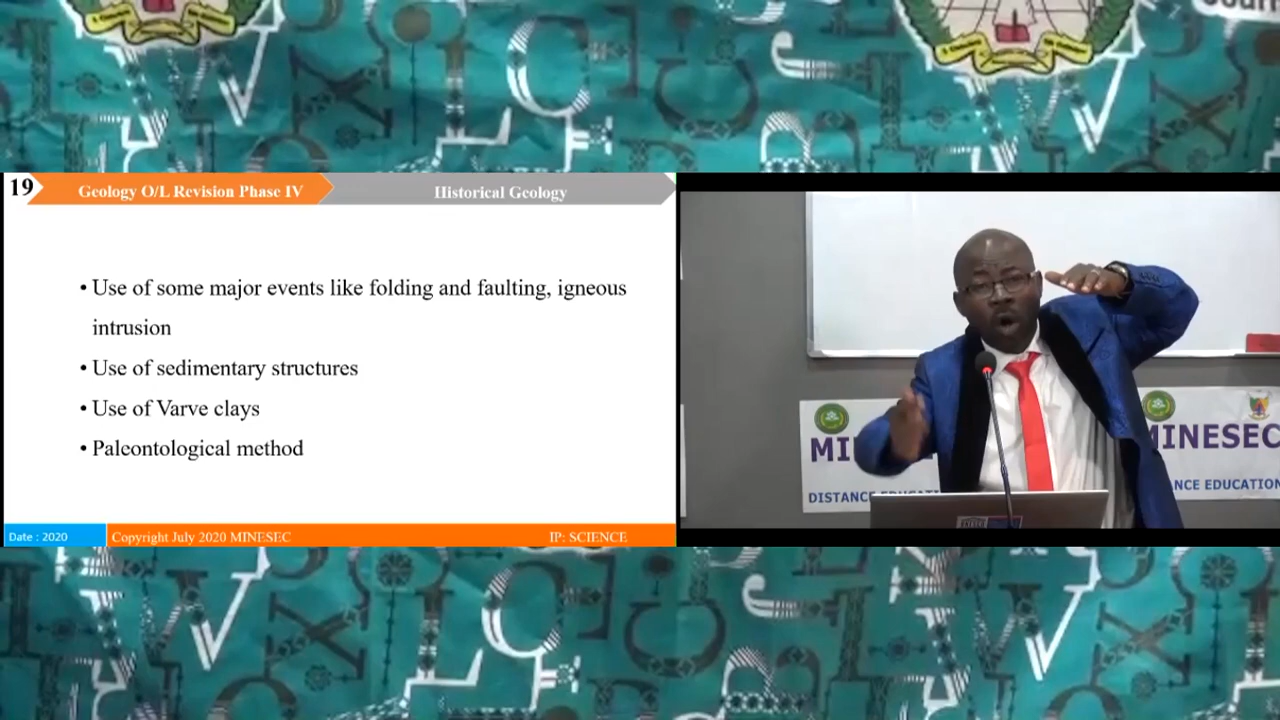 19
Geology O/L Revision Phase IV
Historical Geology
• Use of some major events like folding and faulting, igneous
intrusion
• Use of sedimentary structures
• Use of Varve clays
• Paleontological method
Date : 2020
Copyright July 2020 MINESEC
IP: SCIENCE
MI
MINESEC
DISTANCE EDUCATI
NCE EDUCATION